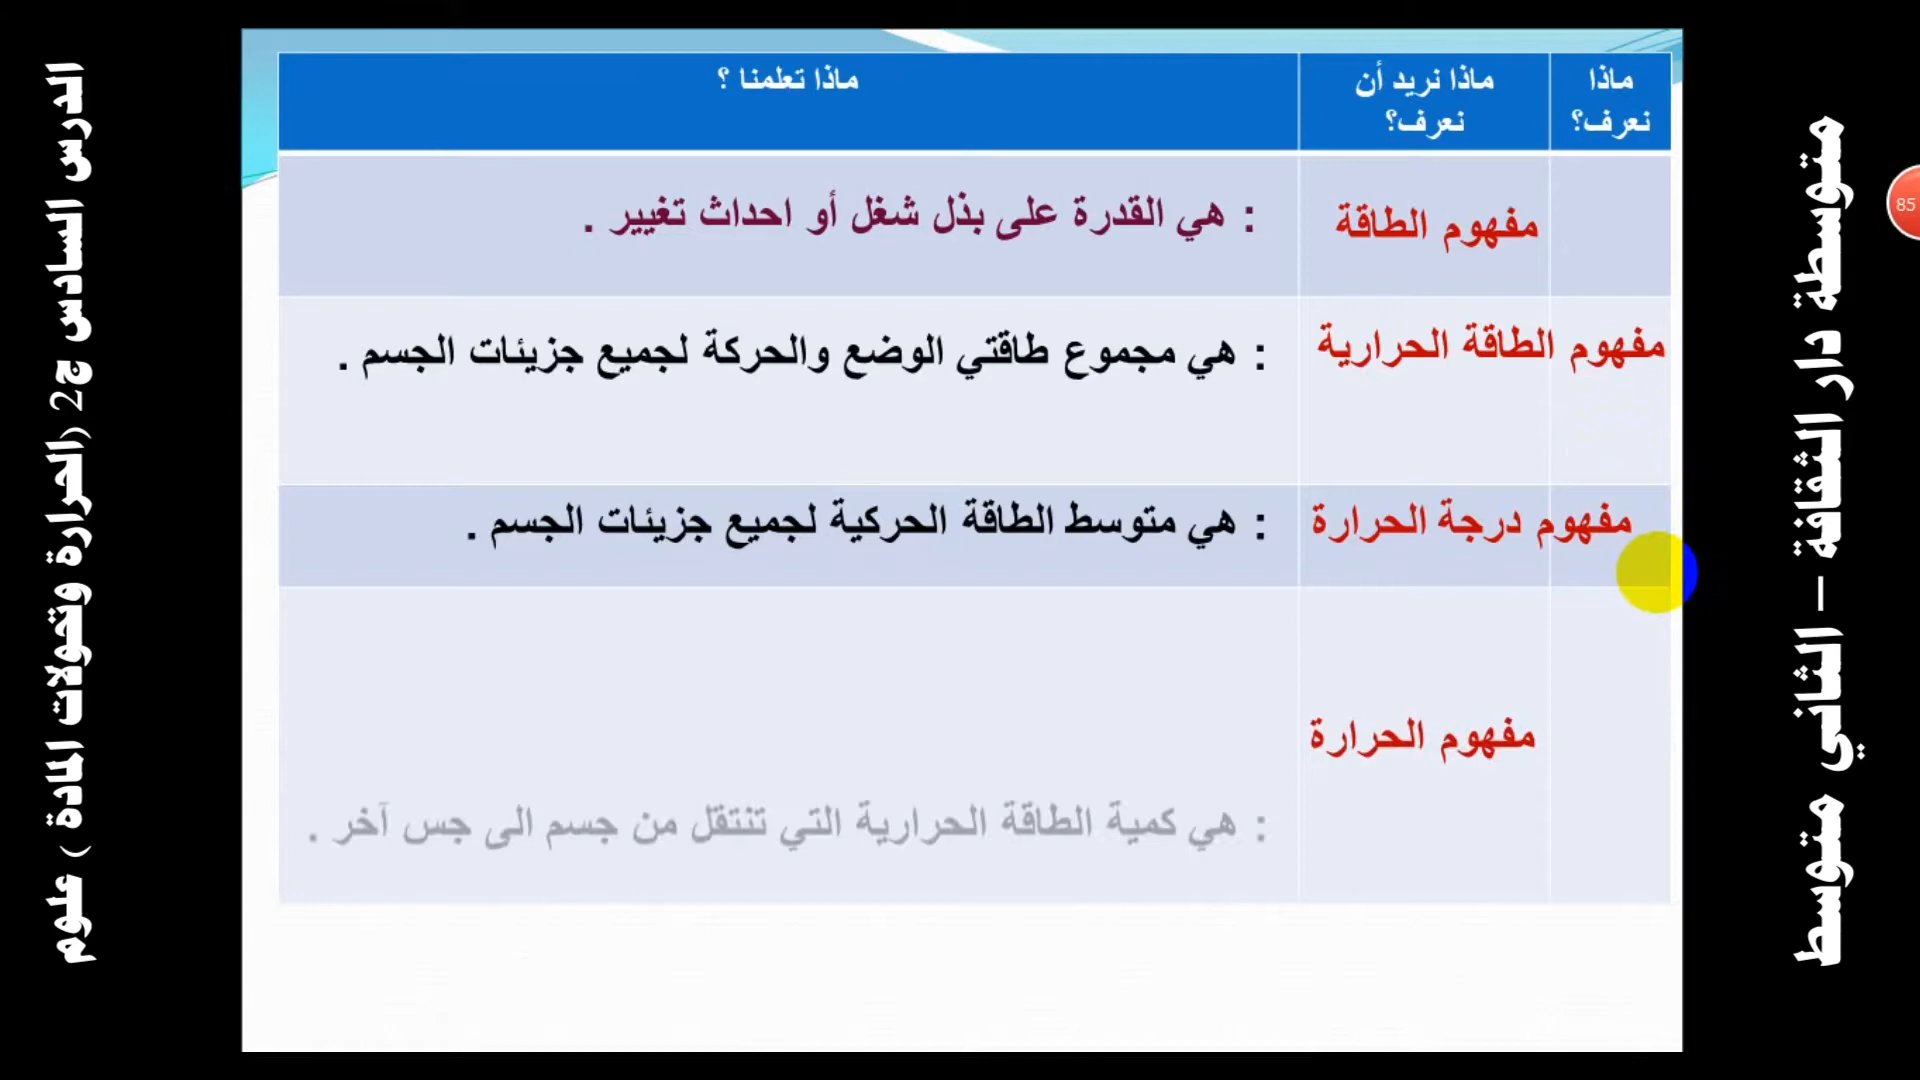 ماذا نعرف؟
ماذا نريد أن نعرف؟
ماذا تعلمنا ؟
مفهوم الطاقة
: هي القدرة على بذل شغل أو احداث تغيير .
مفهوم الطاقة الحرارية
: هي مجموع طاقتي الوضع والحركة لجميع جزيئات الجسم .
مفهوم درجة الحرارة
: هي متوسط الطاقة الحركية لجميع جزيئات الجسم .
مفهوم الحرارة
: هي كمية الطاقة الحرارية التي تنتقل من جسم الى جس آخر .
متوسطة دار الثقافة – الثاني متوسط
الدرس السادس ج2 (الحرارة وتحولات المادة ) علوم
85